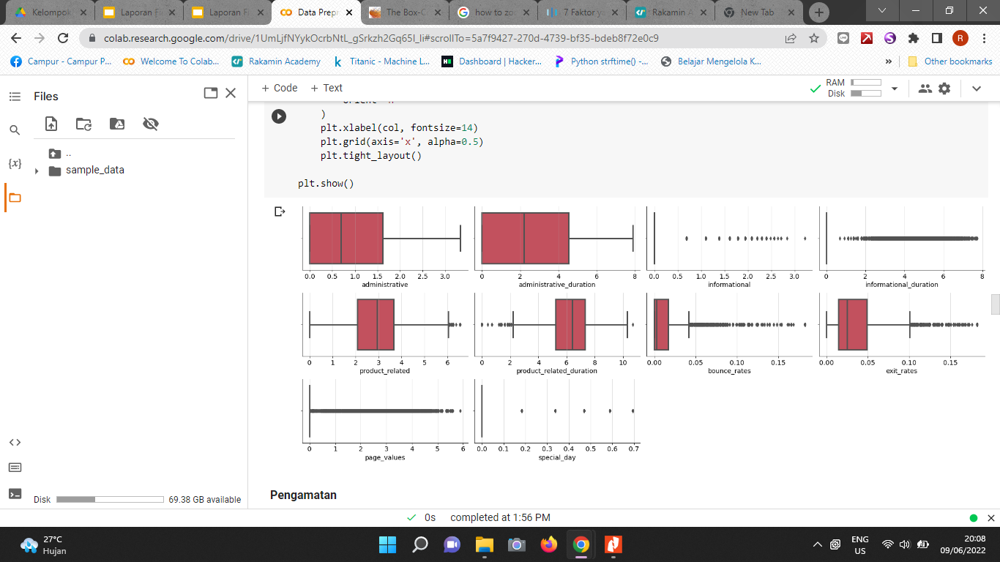 Kelompok
Laporan F
Laporan F
Data Prepr
The Box-C
how to zo
7 Faktor ya
Rakamin A
New Tab
colab.research.google.com/drive/1UmLjfNYykOcrbNtL_gSrkzh2Gq65I_Ii#scrollTo=5a7f9427-270d-4739-bf35-bdeb8f72e0c9
R
Campur - Campur P...
Welcome To Colab...
Rakamin Academy
Titanic - Machine L...
Dashboard | Hacker...
Python strftime() -...
Belajar Mengelola K...
»
Other bookmarks
Files
+ Code
+ Text
RAM
Disk
..
sample_data
{x}
)
plt.xlabel(col, fontsize=14)
plt.grid(axis='x', alpha=0.5)
plt.tight_layout()
plt.show()
0.0 0.5 1.0 1.5 2.0 2.5 3.0
administrative
0 2 4 6 8
administrative_duration
0.0 0.5 1.0 1.5 2.0 2.5 3.0
informational
0 2 4 6 8
informational_duration
0 1 2 3 4 5 6
product_related
0 2 4 6 8 10
product_related_duration
0.00 0.05 0.10 0.15
bounce_rates
0.00 0.05 0.10 0.15
exit_rates
0 1 2 3 4 5 6
page_values
0.0 0.1 0.2 0.3 0.4 0.5 0.6 0.7
special_day
Pengamatan
Disk
69.38 GB available
0s
completed at 1:56 PM
27°C
Hujan
ENG
US
20:08
09/06/2022